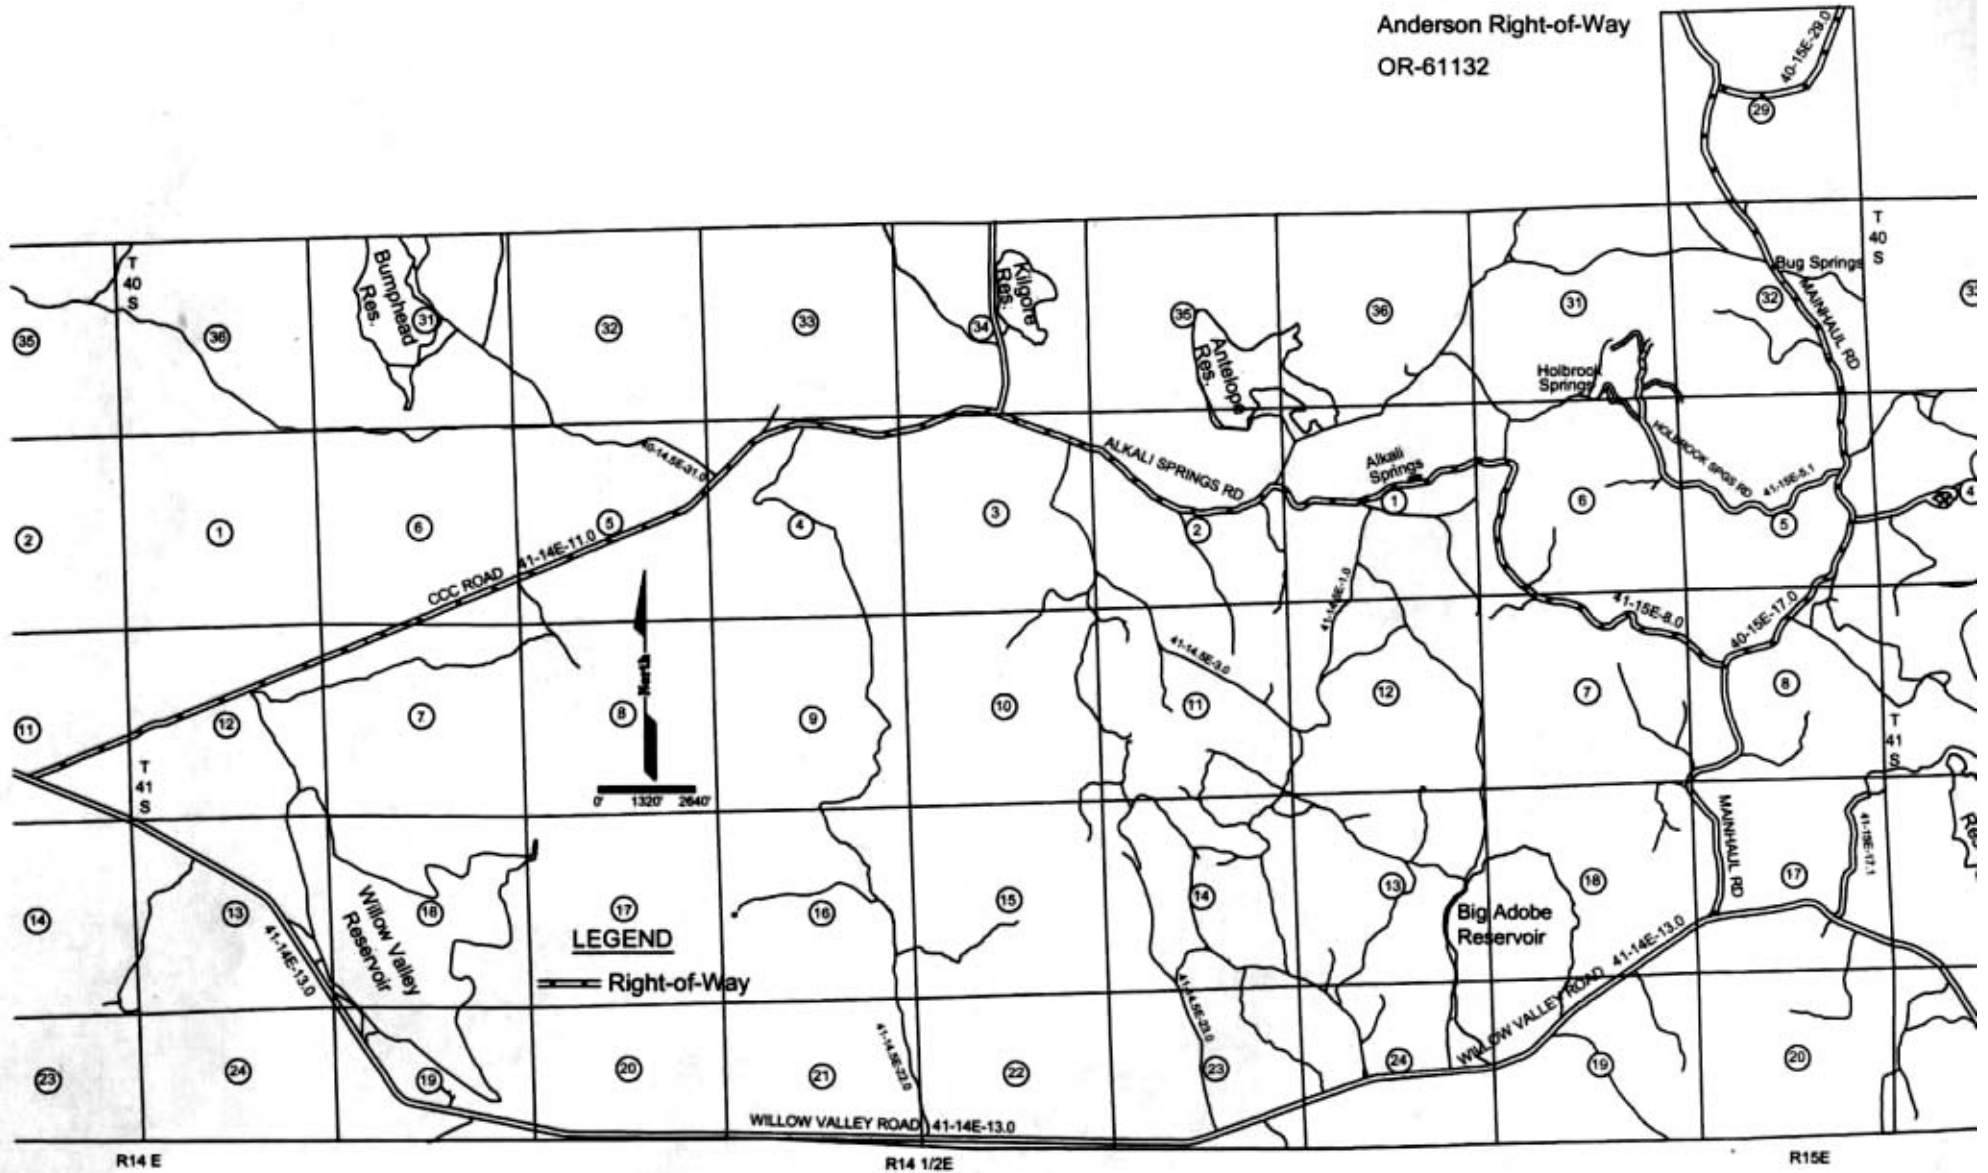 Anderson Right-of-Way
OR-61132
40-15E-29.0
29
T
40
S
Bumphead
Res.
Kilgore
Res.
T
40
S
Bug Springs
35
36
31
32
33
34
35
Antelope
Res.
36
31
32
MAINHAUL RD
Holbrook
Springs
40-14.5E-31.0
ALKALI SPRINGS RD
Alkali
Springs
HOLBROOK SPGS RD
41-15E-5.1
2
1
6
5
4
3
2
1
6
5
4
CCC ROAD 41-14E-11.0
41-14.5E-1.0
41-15E-8.0
40-15E-17.0
41-14.5E-3.0
North
11
12
7
8
9
10
11
12
7
8
T
41
S
T
41
S
0' 1320' 2640'
MAINHAUL RD
41-15E-17.1
Res.
14
13
18
17
16
15
14
13
18
17
Willow Valley
Reservoir
Big Adobe
Reservoir
41-14E-13.0
LEGEND
Right-of-Way
WILLOW VALLEY ROAD 41-14E-13.0
41-14.5E-22.0
41-14.5E-23.0
23
24
19
20
21
22
23
24
19
20
WILLOW VALLEY ROAD 41-14E-13.0
R14 E
R14 1/2E
R15E